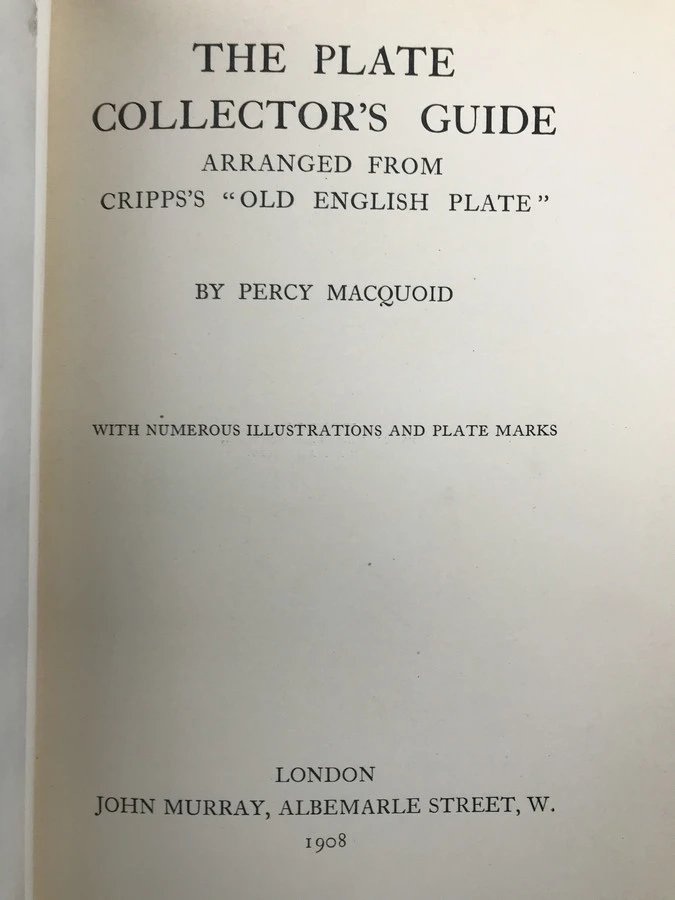 THE PLATE
COLLECTOR'S GUIDE
ARRANGED FROM
CRIPPS'S "OLD ENGLISH PLATE"
BY PERCY MACQUOID
WITH NUMEROUS ILLUSTRATIONS AND PLATE MARKS
LONDON
JOHN MURRAY, ALBEMARLE STREET, W.
1908